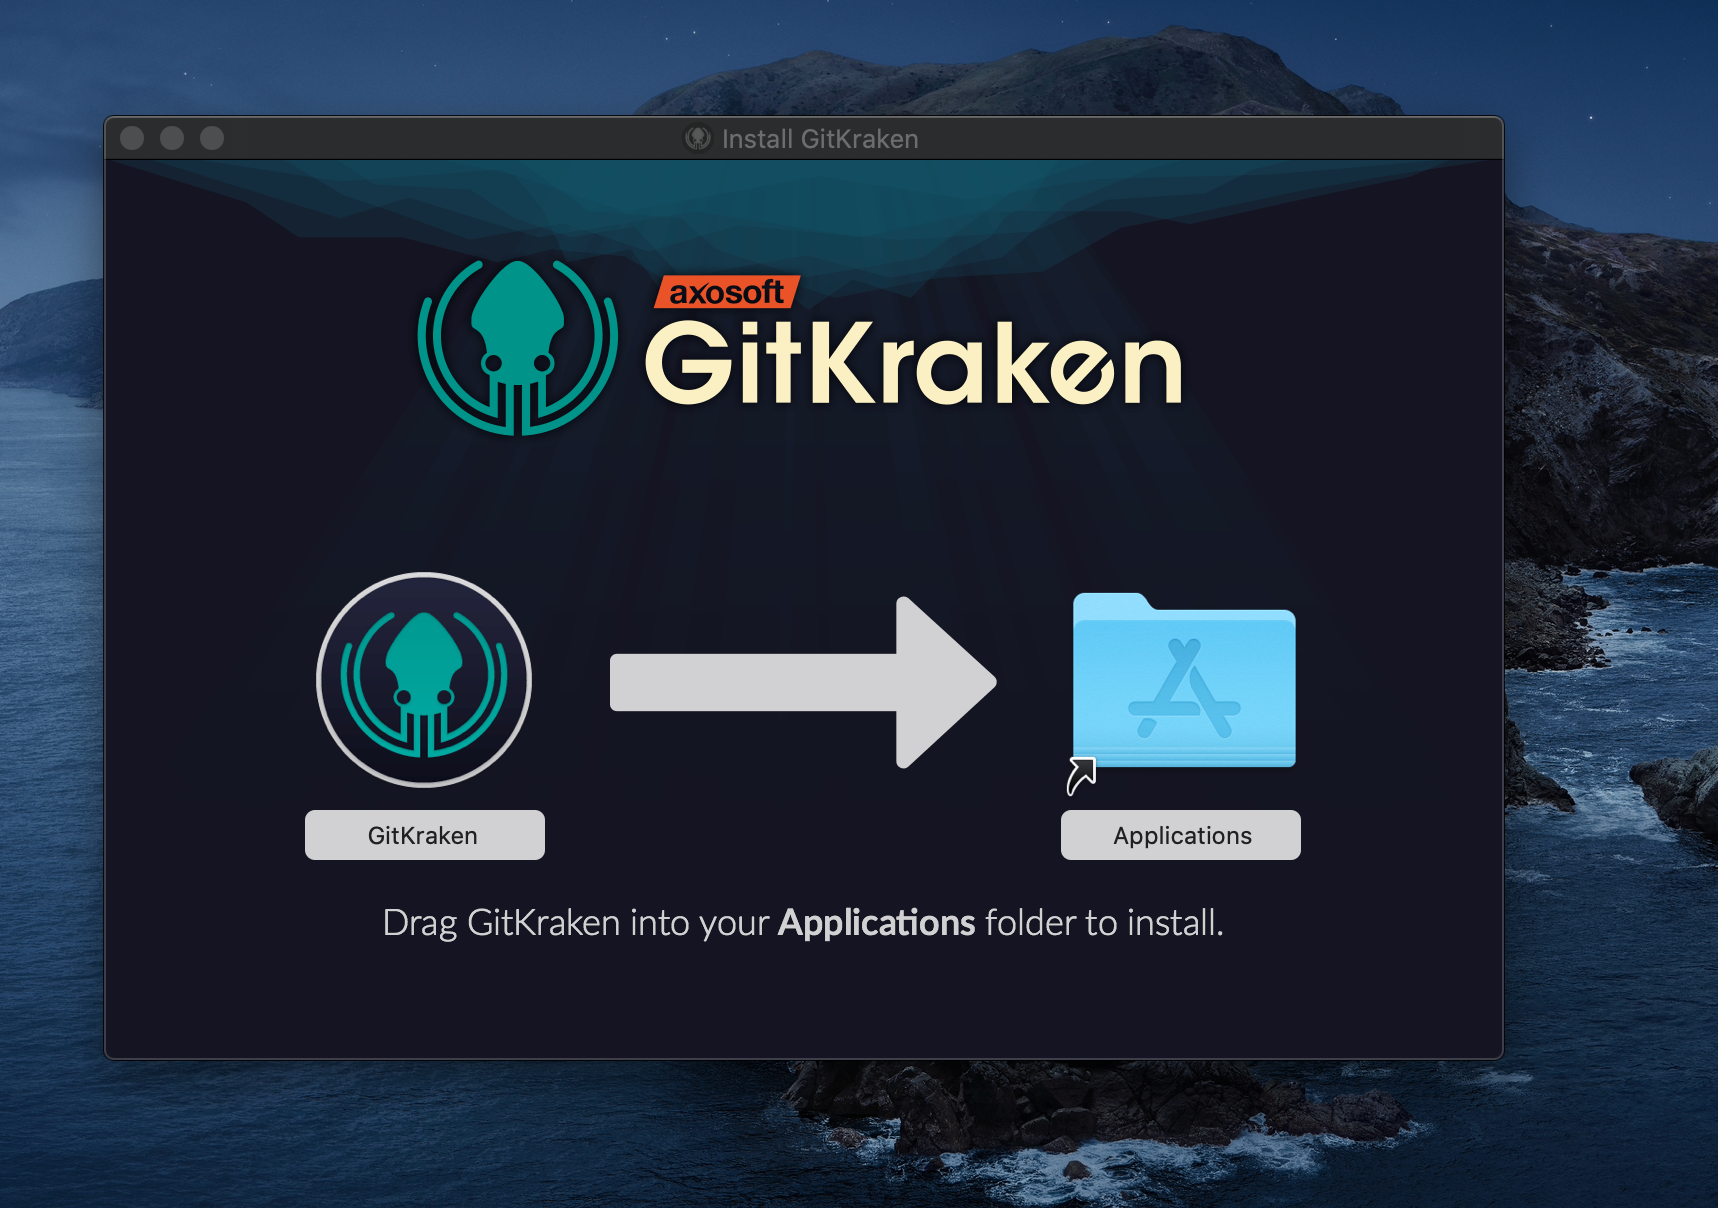 Install GitKraken
axosoft
GitKraken
GitKraken
Applications
Drag GitKraken into your Applications folder to install.